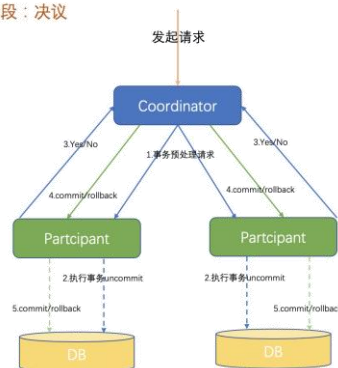 段：决议
发起请求
Coordinator
3.Yes/No
3.Yes/No
1.事务预处理请求
4.commit/rollback
4.commit/rollback
Partcipant
Partcipant
2.执行事务uncommit
2.执行事务uncommit
5.commit/rollback
5.commit/rollbac
DB
DB